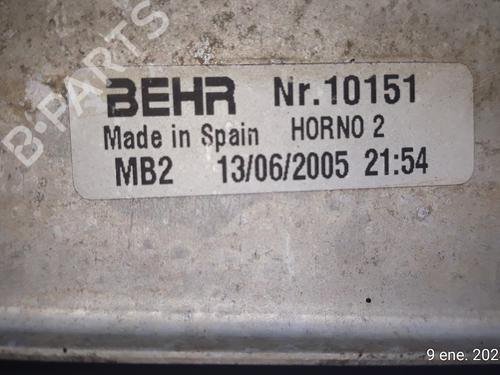 B-PARTS
BEHR Nr.10151
Made in Spain HORNO 2
MB2 13/06/2005 21:54
9 ene. 202